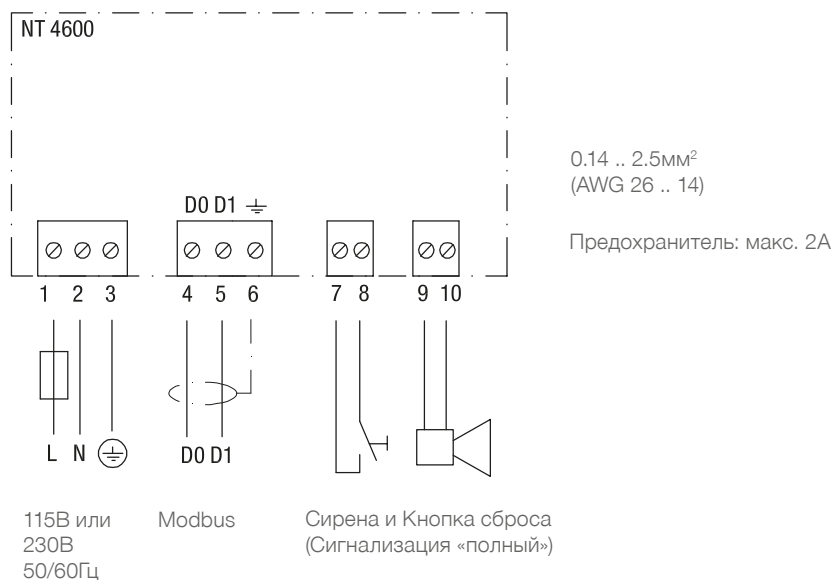 NT 4600
0.14 .. 2.5мм²
(AWG 26 .. 14)
Предохранитель: макс. 2А
D0 D1
1 2 3 4 5 6 7 8 9 10
L N D0 D1
115В или
230В
50/60Гц
Modbus
Сирена и Кнопка сброса
(Сигнализация «полный»)